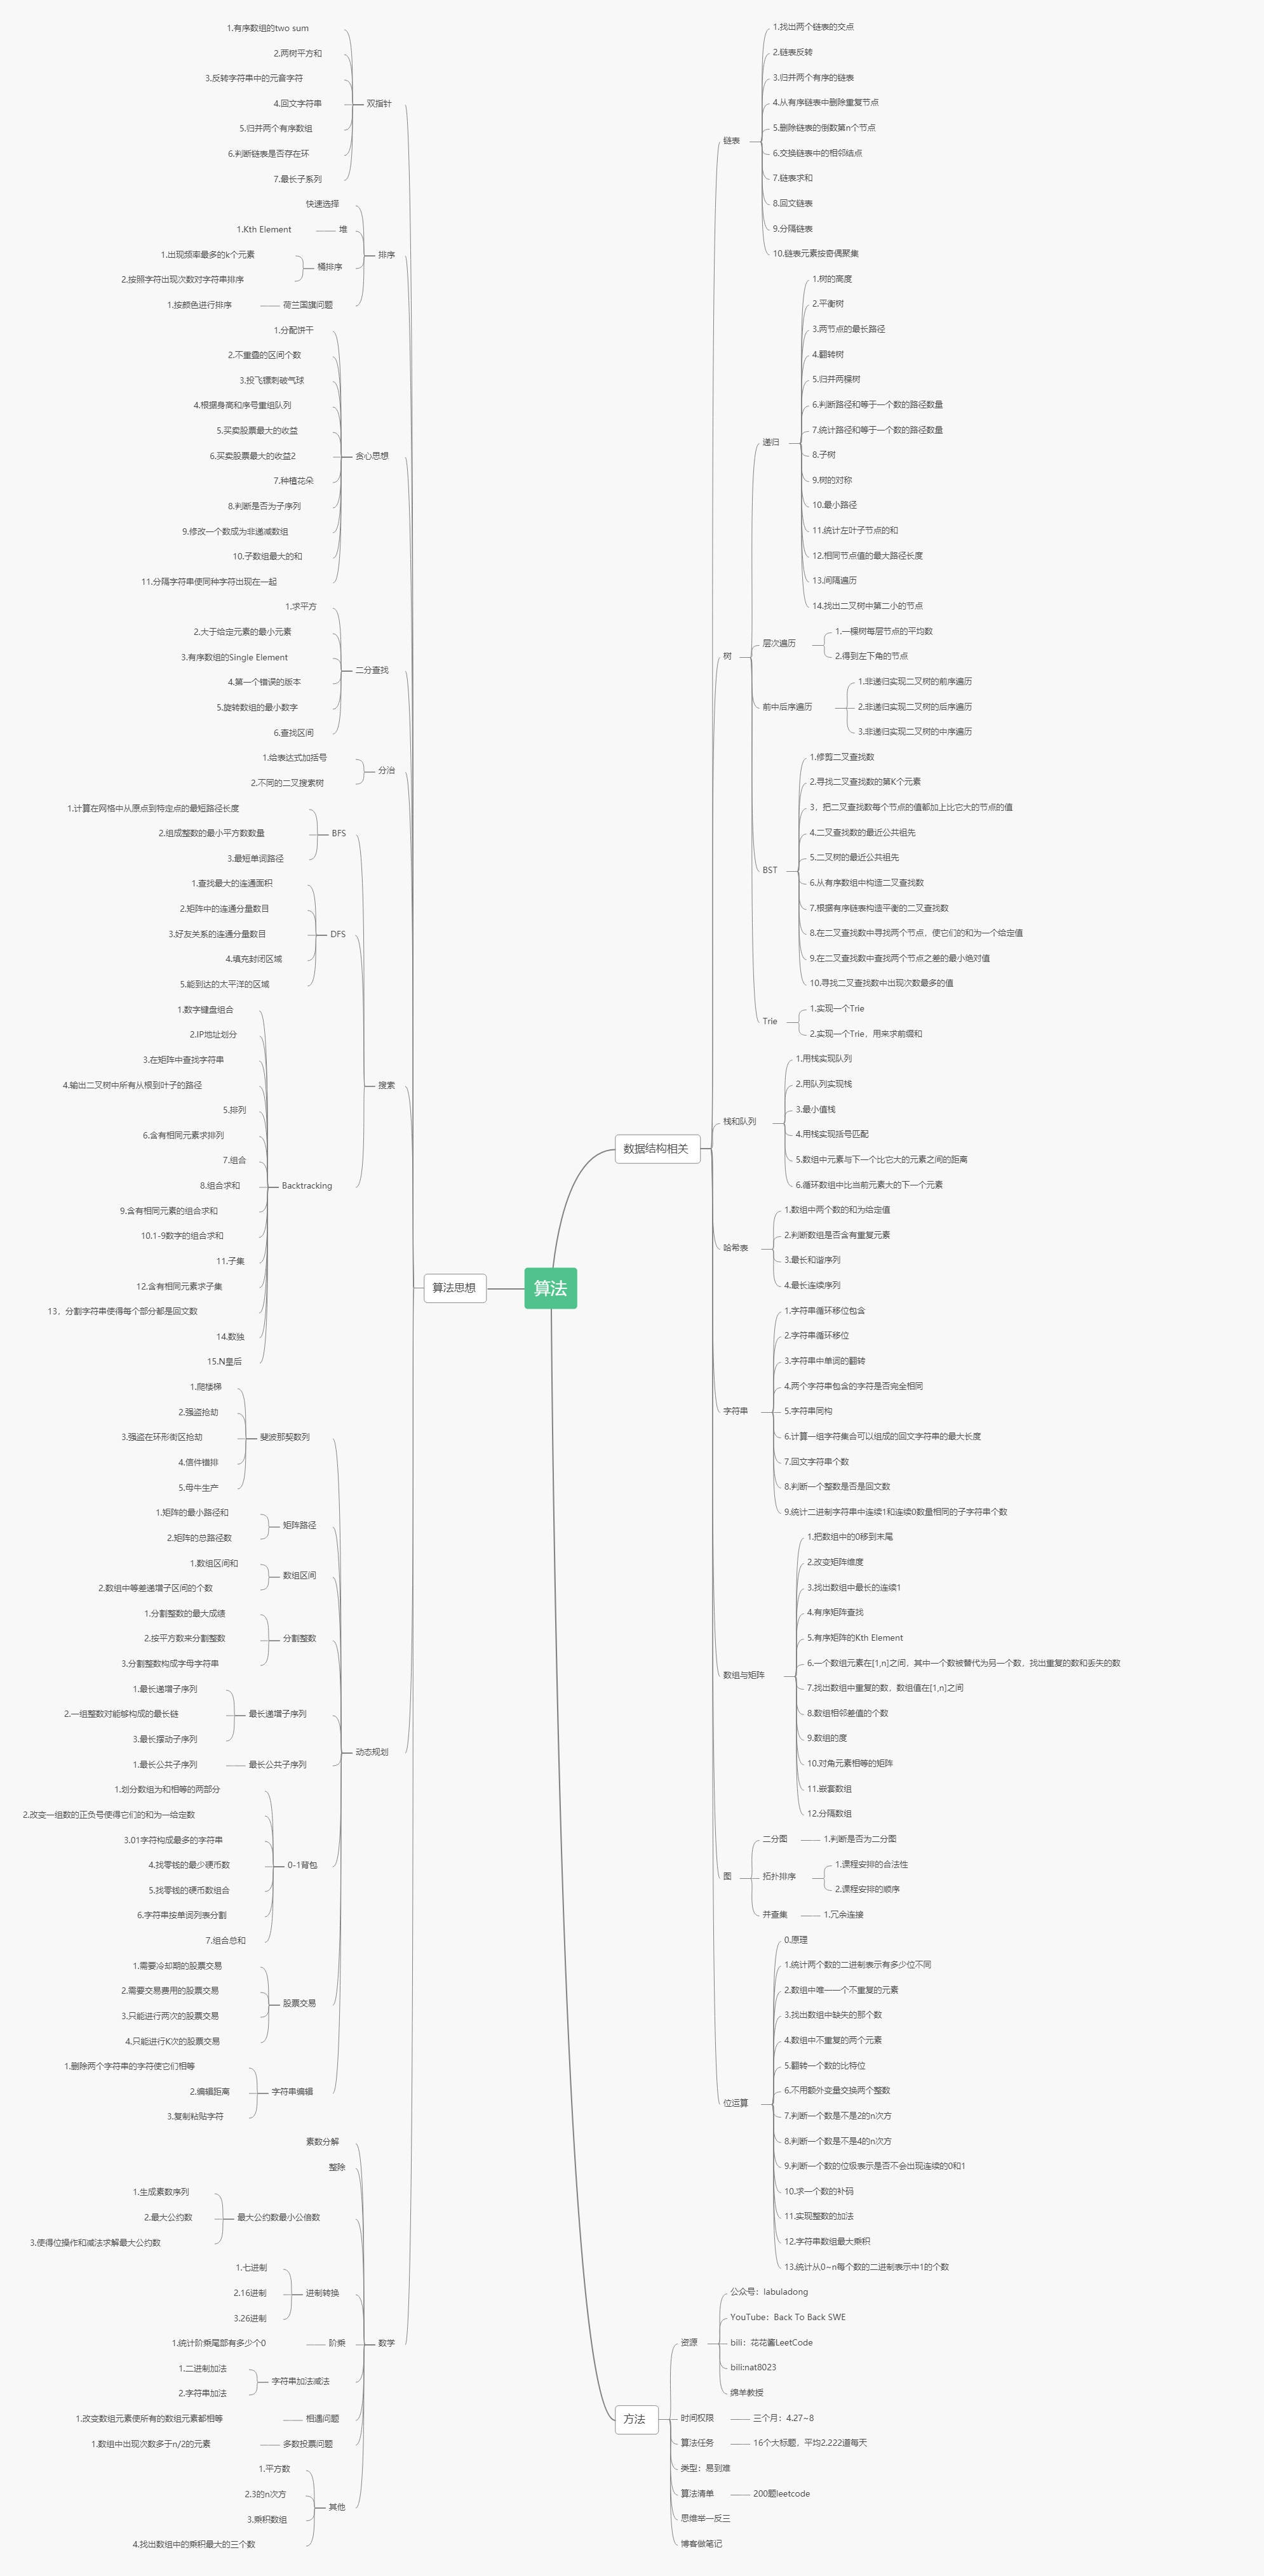 算法
算法思想
双指针
1.有序数组的two sum
2.两树平方和
3.反转字符串中的元音字符
4.回文字符串
5.归并两个有序数组
6.判断链表是否存在环
7.最长子系列
排序
快速选择
堆
1.Kth Element
桶排序
1.出现频率最多的k个元素
2.按照字符出现次数对字符串排序
荷兰国旗问题
1.按颜色进行排序
贪心思想
1.分配饼干
2.不重叠的区间个数
3.投飞镖刺破气球
4.根据身高和序号重组队列
5.买卖股票最大的收益
6.买卖股票最大的收益2
7.种植花朵
8.判断是否为子序列
9.修改一个数成为非递减数组
10.子数组最大的和
11.分隔字符串使同种字符出现在一起
二分查找
1.求平方
2.大于给定元素的最小元素
3.有序数组的Single Element
4.第一个错误的版本
5.旋转数组的最小数字
6.查找区间
分治
1.给表达式加括号
2.不同的二叉搜索树
搜索
BFS
1.计算在网格中从原点到特定点的最短路径长度
2.组成整数的最小平方数数量
3.最短单词路径
DFS
1.查找最大的连通面积
2.矩阵中的连通分量数目
3.好友关系的连通分量数目
4.填充封闭区域
5.能到达的太平洋的区域
Backtracking
1.数字键盘组合
2.IP地址划分
3.在矩阵中查找字符串
4.输出二叉树中所有从根到叶子的路径
5.排列
6.含有相同元素求排列
7.组合
8.组合求和
9.含有相同元素的组合求和
10.1-9数字的组合求和
11.子集
12.含有相同元素求子集
13，分割字符串使得每个部分都是回文数
14.数独
15.N皇后
动态规划
斐波那契数列
1.爬楼梯
2.强盗抢劫
3.强盗在环形街区抢劫
4.信件错排
5.母牛生产
矩阵路径
1.矩阵的最小路径和
2.矩阵的总路径数
数组区间
1.数组区间和
2.数组中等差递增子区间的个数
分割整数
1.分割整数的最大成绩
2.按平方数来分割整数
3.分割整数构成字母字符串
最长递增子序列
1.最长递增子序列
2.一组整数对能够构成的最长链
3.最长摆动子序列
最长公共子序列
1.最长公共子序列
0-1背包
1.划分数组为和相等的两部分
2.改变一组数的正负号使得它们的和为一给定数
3.01字符构成最多的字符串
4.找零钱的最少硬币数
5.找零钱的硬币数组合
6.字符串按单词列表分割
7.组合总和
股票交易
1.需要冷却期的股票交易
2.需要交易费用的股票交易
3.只能进行两次的股票交易
4.只能进行K次的股票交易
字符串编辑
1.删除两个字符串的字符使它们相等
2.编辑距离
3.复制粘贴字符
数学
素数分解
整除
最大公约数最小公倍数
1.生成素数序列
2.最大公约数
3.使得位操作和减法求解最大公约数
进制转换
1.七进制
2.16进制
3.26进制
阶乘
1.统计阶乘尾部有多少个0
字符串加法减法
1.二进制加法
2.字符串加法
相遇问题
1.改变数组元素使所有的数组元素都相等
多数投票问题
1.数组中出现次数多于n/2的元素
其他
1.平方数
2.3的n次方
3.乘积数组
4.找出数组中的乘积最大的三个数
数据结构相关
链表
1.找出两个链表的交点
2.链表反转
3.归并两个有序的链表
4.从有序链表中删除重复节点
5.删除链表的倒数第n个节点
6.交换链表中的相邻结点
7.链表求和
8.回文链表
9.分隔链表
10.链表元素按奇偶聚集
树
递归
1.树的高度
2.平衡树
3.两节点的最长路径
4.翻转树
5.归并两棵树
6.判断路径和等于一个数的路径数量
7.统计路径和等于一个数的路径数量
8.子树
9.树的对称
10.最小路径
11.统计左叶子节点的和
12.相同节点值的最大路径长度
13.间隔遍历
14.找出二叉树中第二小的节点
层次遍历
1.一棵树每层节点的平均数
2.得到左下角的节点
前中后序遍历
1.非递归实现二叉树的前序遍历
2.非递归实现二叉树的后序遍历
3.非递归实现二叉树的中序遍历
BST
1.修剪二叉查找数
2.寻找二叉查找数的第K个元素
3，把二叉查找数每个节点的值都加上比它大的节点的值
4.二叉查找数的最近公共祖先
5.二叉树的最近公共祖先
6.从有序数组中构造二叉查找数
7.根据有序链表构造平衡的二叉查找数
8.在二叉查找数中寻找两个节点，使它们的和为一个给定值
9.在二叉查找数中查找两个节点之差的最小绝对值
10.寻找二叉查找数中出现次数最多的值
Trie
1.实现一个Trie
2.实现一个Trie，用来求前缀和
栈和队列
1.用栈实现队列
2.用队列实现栈
3.最小值栈
4.用栈实现括号匹配
5.数组中元素与下一个比它大的元素之间的距离
6.循环数组中比当前元素大的下一个元素
哈希表
1.数组中两个数的和为给定值
2.判断数组是否含有重复元素
3.最长和谐序列
4.最长连续序列
字符串
1.字符串循环移位包含
2.字符串循环移位
3.字符串中单词的翻转
4.两个字符串包含的字符是否完全相同
5.字符串同构
6.计算一组字符集合可以组成的回文字符串的最大长度
7.回文字符串个数
8.判断一个整数是否是回文数
9.统计二进制字符串中连续1和连续0数量相同的子字符串个数
数组与矩阵
1.把数组中的0移到末尾
2.改变矩阵维度
3.找出数组中最长的连续1
4.有序矩阵查找
5.有序矩阵的Kth Element
6.一个数组元素在[1,n]之间，其中一个数被替代为另一个数，找出重复的数和丢失的数
7.找出数组中重复的数，数组值在[1,n]之间
8.数组相邻差值的个数
9.数组的度
10.对角元素相等的矩阵
11.嵌套数组
12.分隔数组
图
二分图
1.判断是否为二分图
拓扑排序
1.课程安排的合法性
2.课程安排的顺序
并查集
1.冗余连接
位运算
0.原理
1.统计两个数的二进制表示有多少位不同
2.数组中唯一一个不重复的元素
3.找出数组中缺失的那个数
4.数组中不重复的两个元素
5.翻转一个数的比特位
6.不用额外变量交换两个整数
7.判断一个数是不是2的n次方
8.判断一个数是不是4的n次方
9.判断一个数的位级表示是否不会出现连续的0和1
10.求一个数的补码
11.实现整数的加法
12.字符串数组最大乘积
13.统计从0~n每个数的二进制表示中1的个数
方法
资源
公众号：labuladong
YouTube：Back To Back SWE
bili：花花酱LeetCode
bili:nat8023
绵羊教授
时间权限
三个月：4.27~8
算法任务
16个大标题，平均2.222道每天
类型：易到难
算法清单
200题leetcode
思维举一反三
博客做笔记